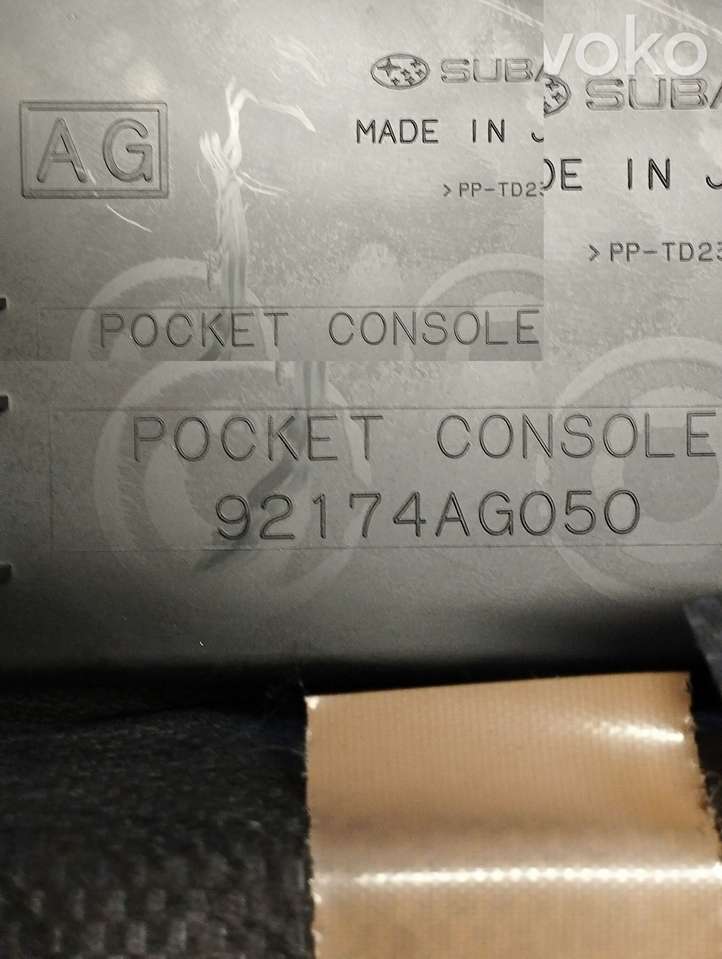 voko
SUBA
SUBA
AG
MADE IN J
DE IN J
>PP-TD23
>PP-TD23
POCKET CONSOLE
POCKET CONSOLE
92174AG050